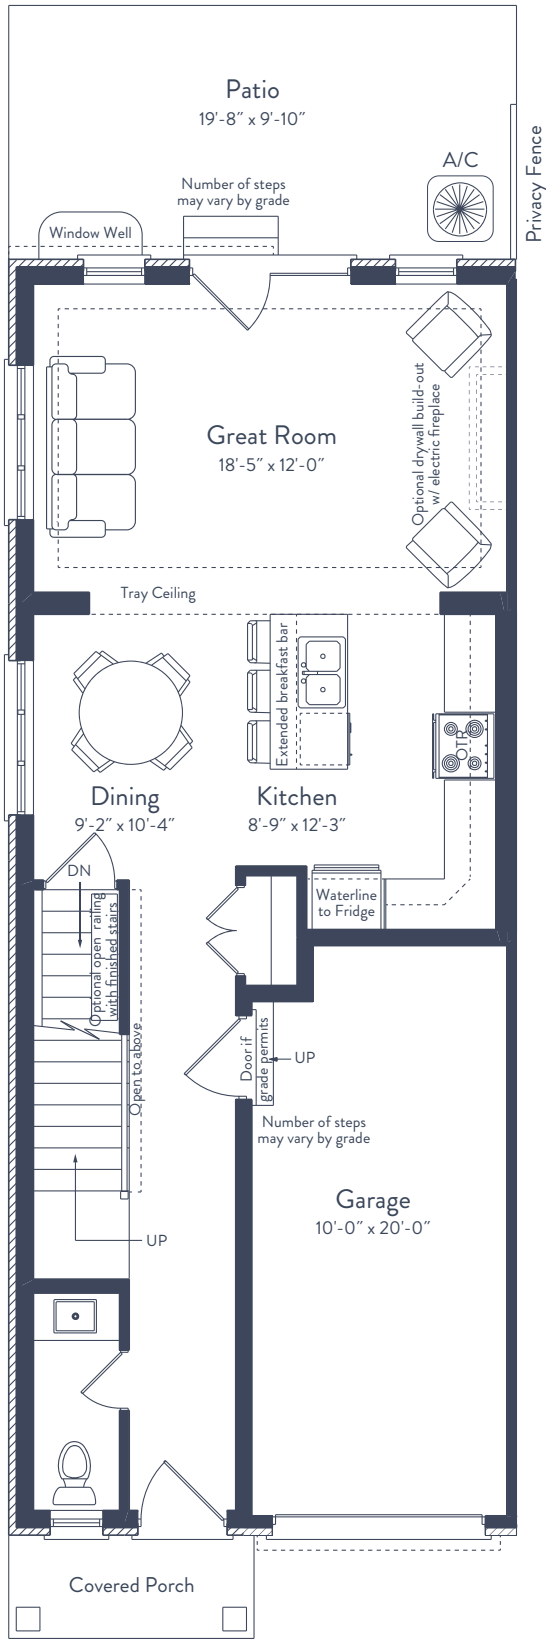 Patio
19'-8″ x 9'-10″
A/C
Privacy Fence
Number of steps
may vary by grade
Window Well
Great Room
18'-5″ x 12'-0″
Optional drywall build-out
w/ electric fireplace
Tray Ceiling
Extended breakfast bar
OTR
Dining
9'-2″ x 10'-4″
Kitchen
8'-9″ x 12'-3″
DN
Waterline
to Fridge
Optional open railing
with finished stairs
Open to above
Door if
grade permits
UP
Number of steps
may vary by grade
Garage
10'-0″ x 20'-0″
UP
Covered Porch